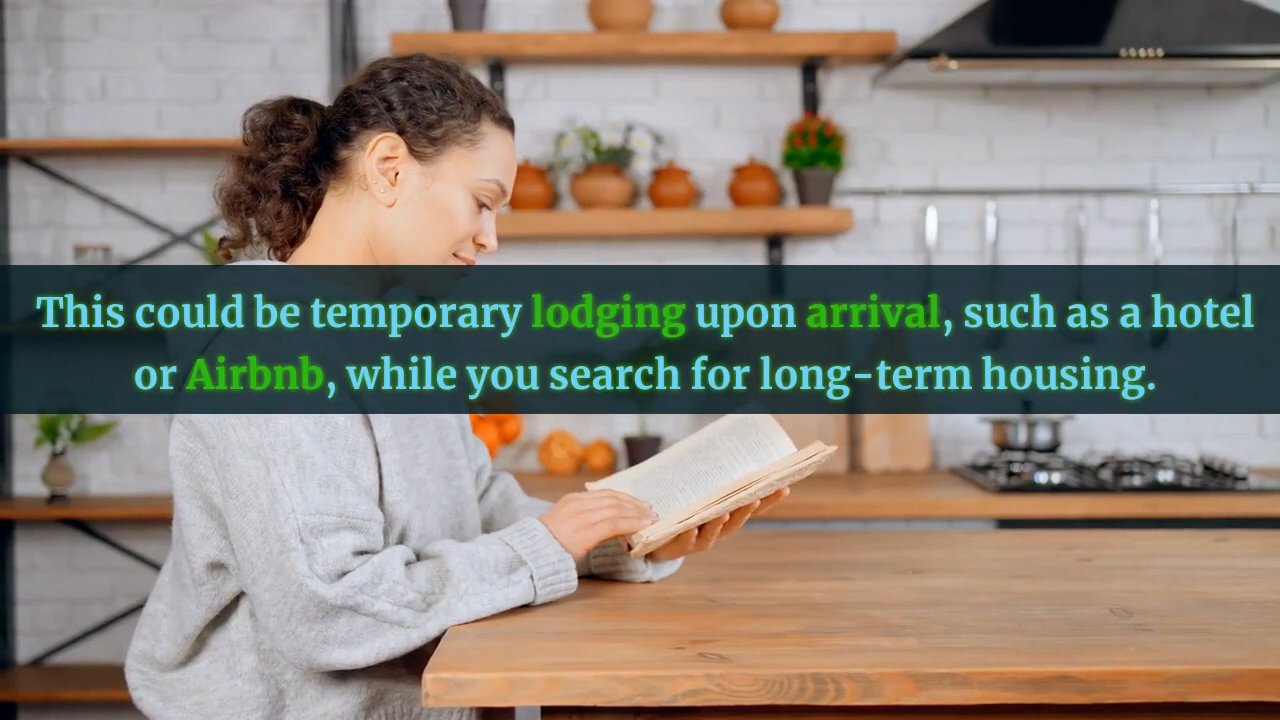 This could be temporary lodging upon arrival, such as a hotel
or Airbnb, while you search for long-term housing.